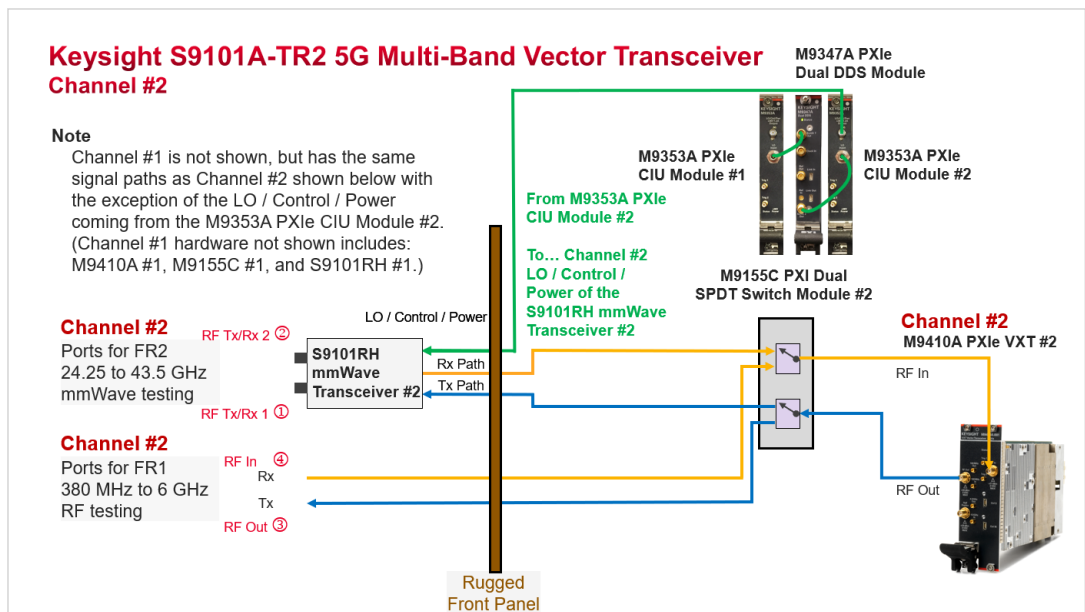 Keysight S9101A-TR2 5G Multi-Band Vector Transceiver
Channel #2
M9347A PXIe
Dual DDS Module
Note
Channel #1 is not shown, but has the same
signal paths as Channel #2 shown below with
the exception of the LO / Control / Power
coming from the M9353A PXIe CIU Module #2.
(Channel #1 hardware not shown includes:
M9410A #1, M9155C #1, and S9101RH #1.)
M9353A PXIe
CIU Module #1
M9353A PXIe
CIU Module #2
From M9353A PXIe
CIU Module #2
To... Channel #2
LO / Control /
Power of the
S9101RH mmWave
Transceiver #2
M9155C PXI Dual
SPDT Switch Module #2
Channel #2
Ports for FR2
24.25 to 43.5 GHz
mmWave testing
RF Tx/Rx 2 ②
RF Tx/Rx 1 ①
LO / Control / Power
S9101RH
mmWave
Transceiver #2
Rx Path
Tx Path
Channel #2
M9410A PXIe VXT #2
RF In
RF Out
Channel #2
Ports for FR1
380 MHz to 6 GHz
RF testing
RF In ④
Rx
Tx
RF Out ③
Rugged
Front Panel
KEYSIGHT
KEYSIGHT
KEYSIGHT
KEYSIGHT